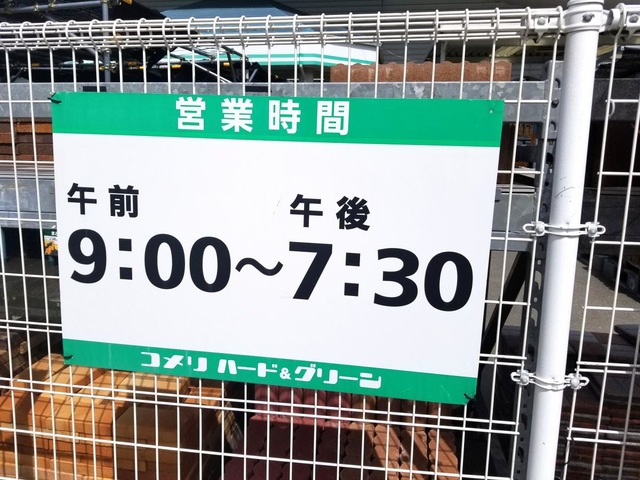 営業時間
午前 午後
9:00～7:30
コメリ ハード&グリーン